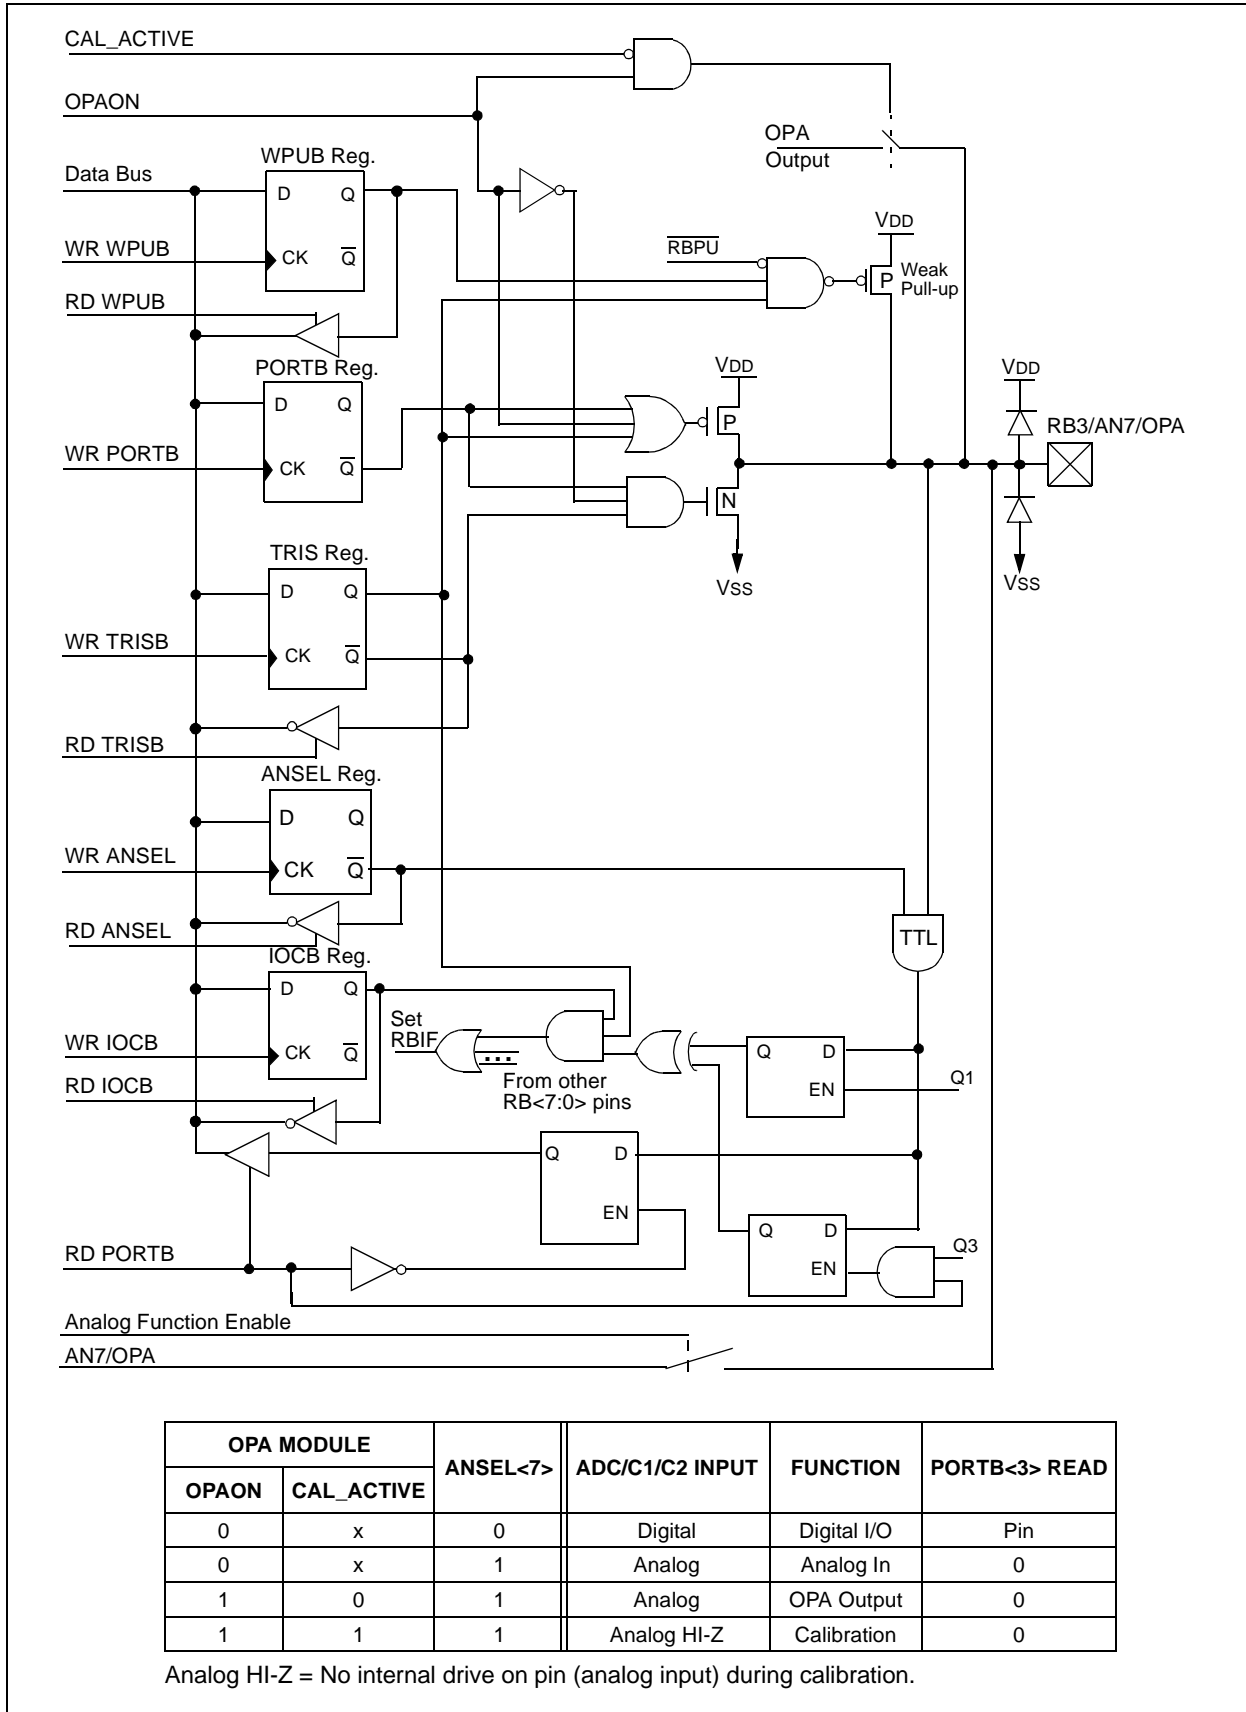 CAL_ACTIVE
OPAON
OPA
Output
WPUB Reg.
Data Bus
D Q
WR WPUB
CK Q
RD WPUB
RBPU
VDD
P
Weak
Pull-up
PORTB Reg.
D Q
WR PORTB
CK Q
VDD
P
N
VSS
VDD
RB3/AN7/OPA
VSS
TRIS Reg.
D Q
WR TRISB
CK Q
RD TRISB
ANSEL Reg.
D Q
WR ANSEL
CK Q
RD ANSEL
TTL
IOCB Reg.
D Q
WR IOCB
CK Q
RD IOCB
Set
RBIF
...
From other
RB<7:0> pins
Q D
EN
Q1
Q D
EN
Q D
EN
Q3
RD PORTB
Analog Function Enable
AN7/OPA
OPA MODULE ANSEL<7> ADC/C1/C2 INPUT FUNCTION PORTB<3> READ
OPAON CAL_ACTIVE
0 x 0 Digital Digital I/O Pin
0 x 1 Analog Analog In 0
1 0 1 Analog OPA Output 0
1 1 1 Analog HI-Z Calibration 0
Analog HI-Z = No internal drive on pin (analog input) during calibration.